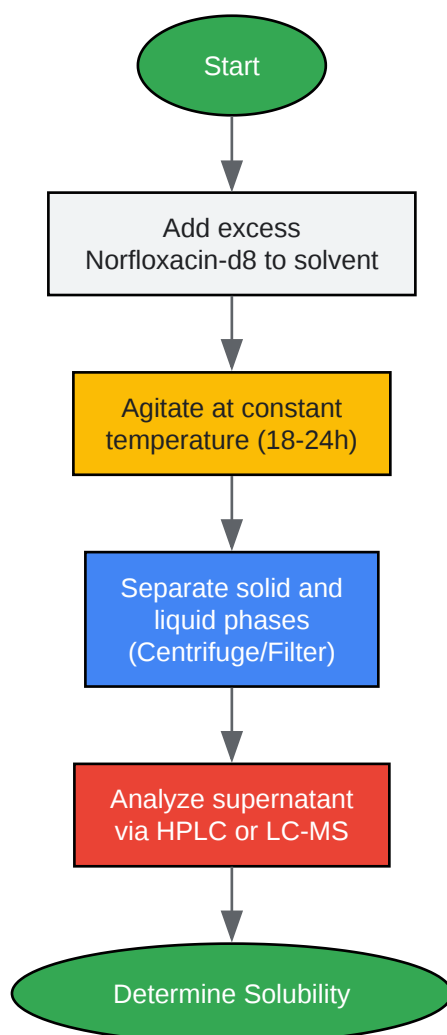 Start
Add excess
Norfloxacin-d8 to solvent
Agitate at constant
temperature (18-24h)
Separate solid and
liquid phases
(Centrifuge/Filter)
Analyze supernatant
via HPLC or LC-MS
Determine Solubility